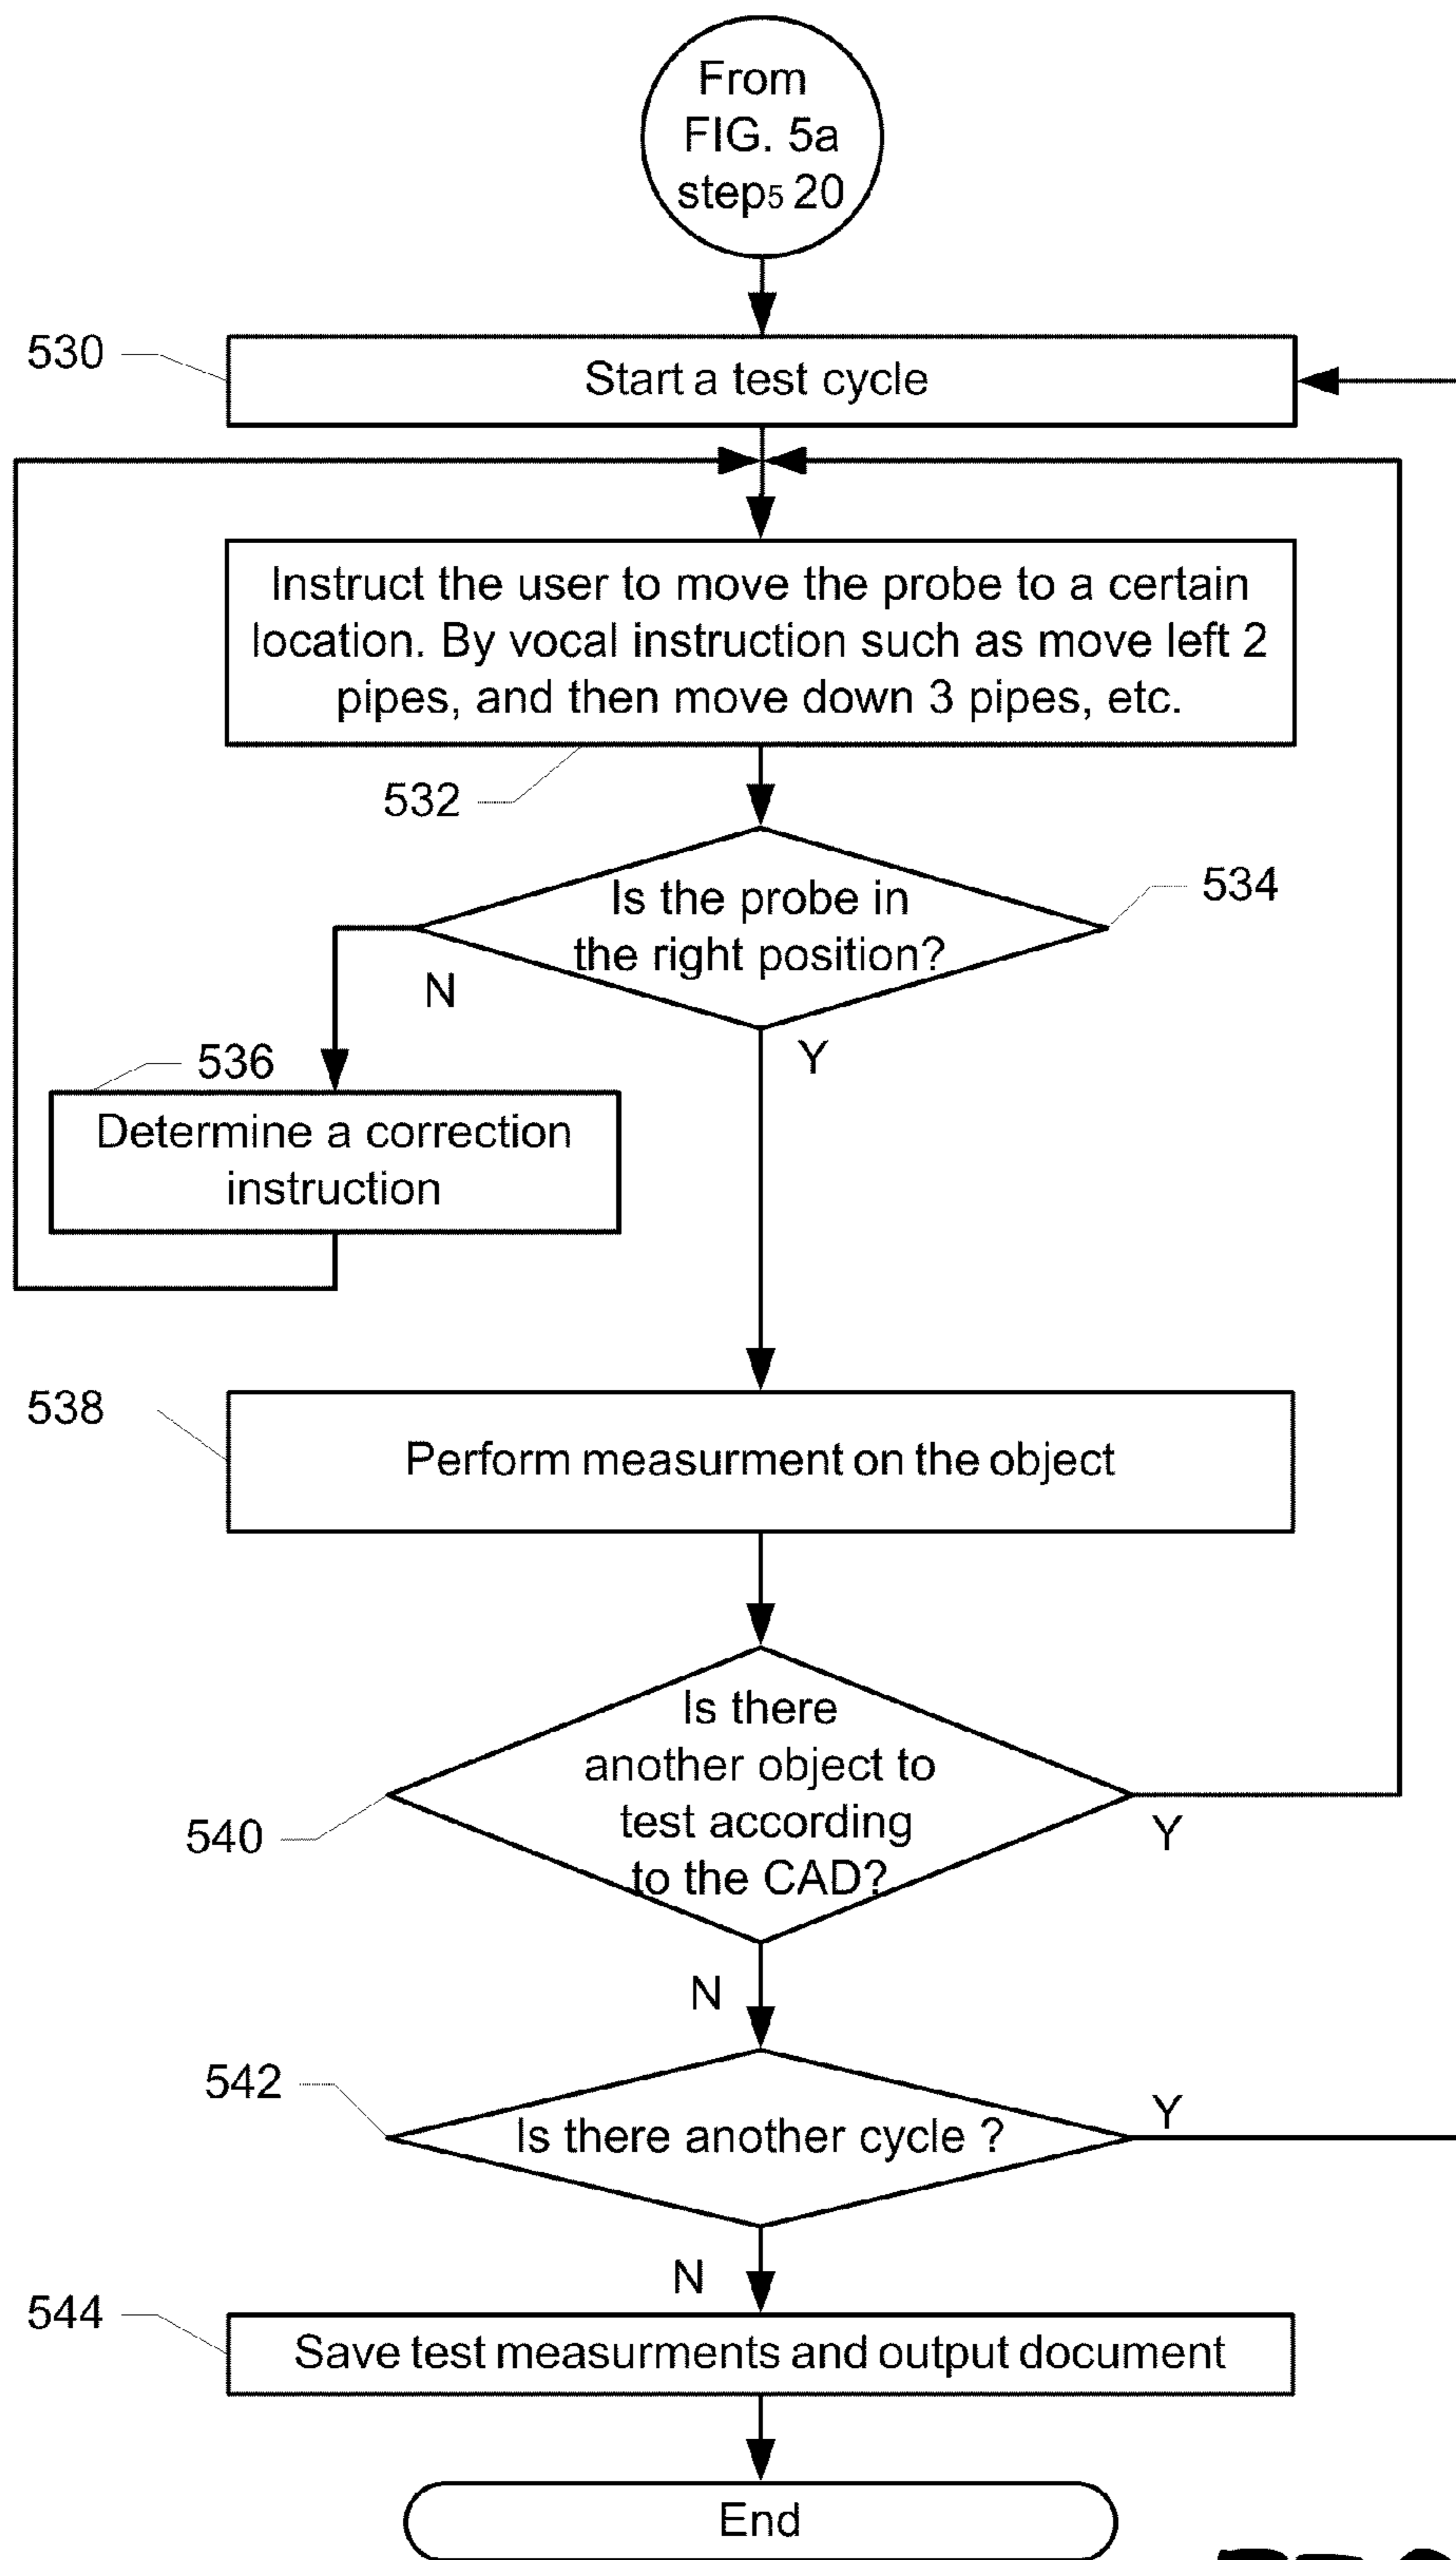 From
FIG. 5a
step5 20
530
Start a test cycle
Instruct the user to move the probe to a certain
location. By vocal instruction such as move left 2
pipes, and then move down 3 pipes, etc.
532
Is the probe in
the right position?
534
N
Y
536
Determine a correction
instruction
538
Perform measurment on the object
Is there
another object to
test according
to the CAD?
540
Y
N
542
Is there another cycle ?
Y
N
544
Save test measurments and output document
End